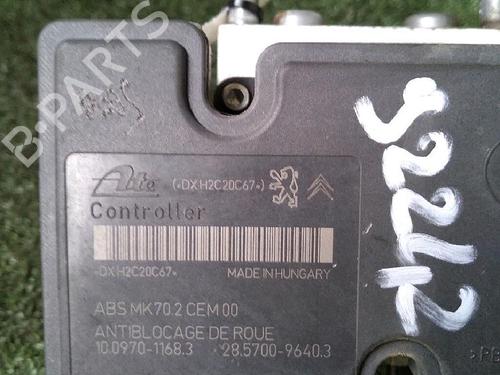 B-PARTS
Ate
(«DXH2C20C67»)
Controller
«DXH2C20C67»
MADE IN HUNGARY
ABS MK70.2 CEM 00
ANTIBLOCAGE DE ROUE
10.0970-1168.3 28.5700-9640.3